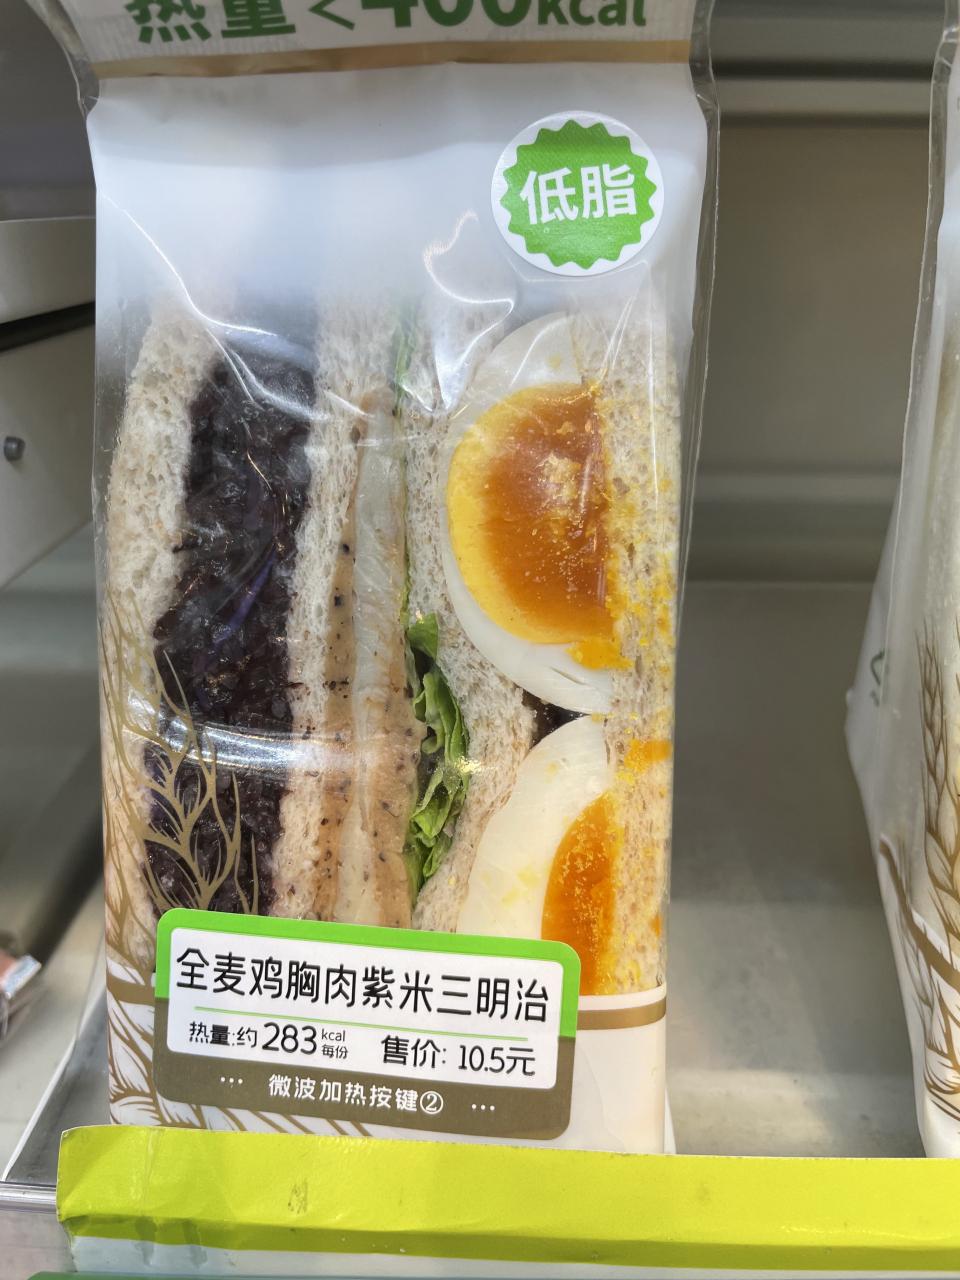 热量<400kcal
低脂
全麦鸡胸肉紫米三明治
热量:约283kcal每份 售价: 10.5元
··· 微波加热按键② ···